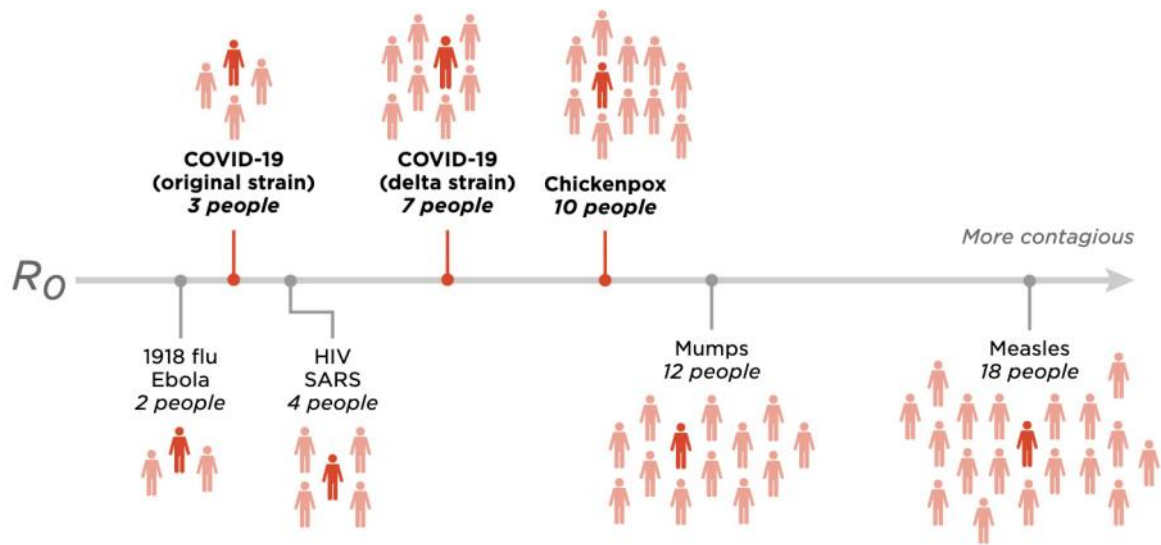 COVID-19
(original strain)
3 people
COVID-19
(delta strain)
7 people
Chickenpox
10 people
More contagious
R0
1918 flu
Ebola
2 people
HIV
SARS
4 people
Mumps
12 people
Measles
18 people